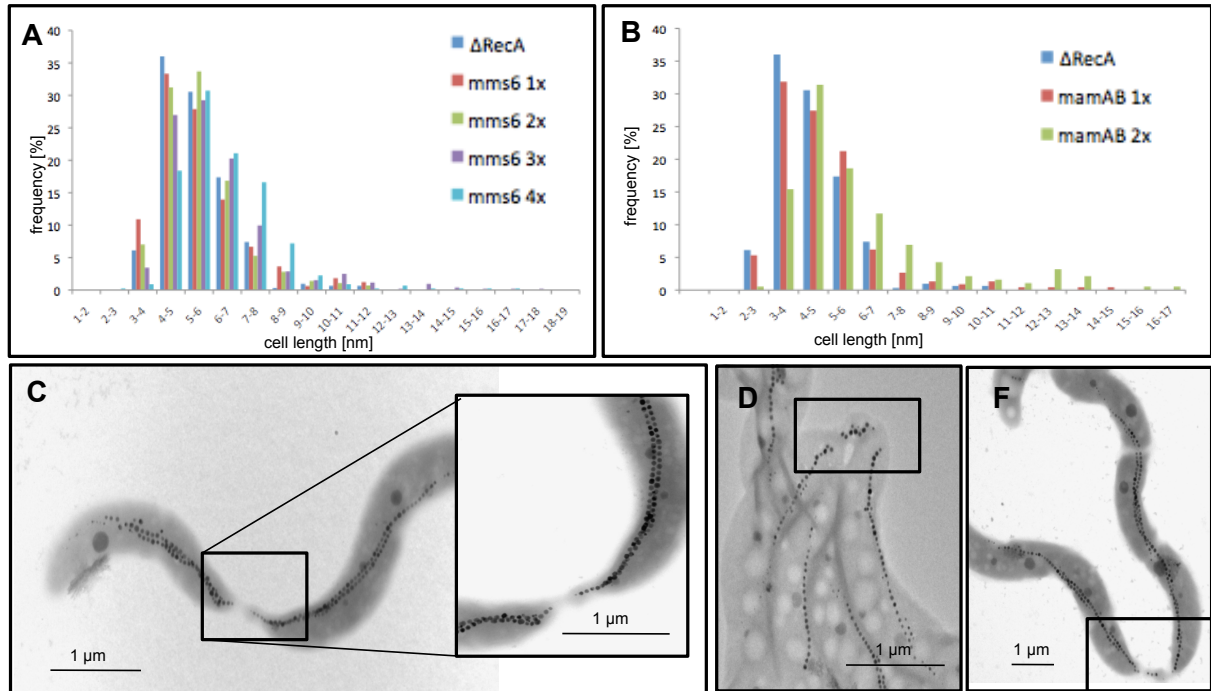 A
frequency [%]
40
35
30
25
20
15
10
5
0
ΔRecA
mms6 1x
mms6 2x
mms6 3x
mms6 4x
1-2 2-3 3-4 4-5 5-6 6-7 7-8 8-9 9-10 10-11 11-12 12-13 13-14 14-15 15-16 16-17 17-18 18-19
cell length [nm]
B
frequency [%]
40
35
30
25
20
15
10
5
0
ΔRecA
mamAB 1x
mamAB 2x
1-2 2-3 3-4 4-5 5-6 6-7 7-8 8-9 9-10 10-11 11-12 12-13 13-14 14-15 15-16 16-17
cell length [nm]
C
1 µm
1 µm
D
1 µm
F
1 µm